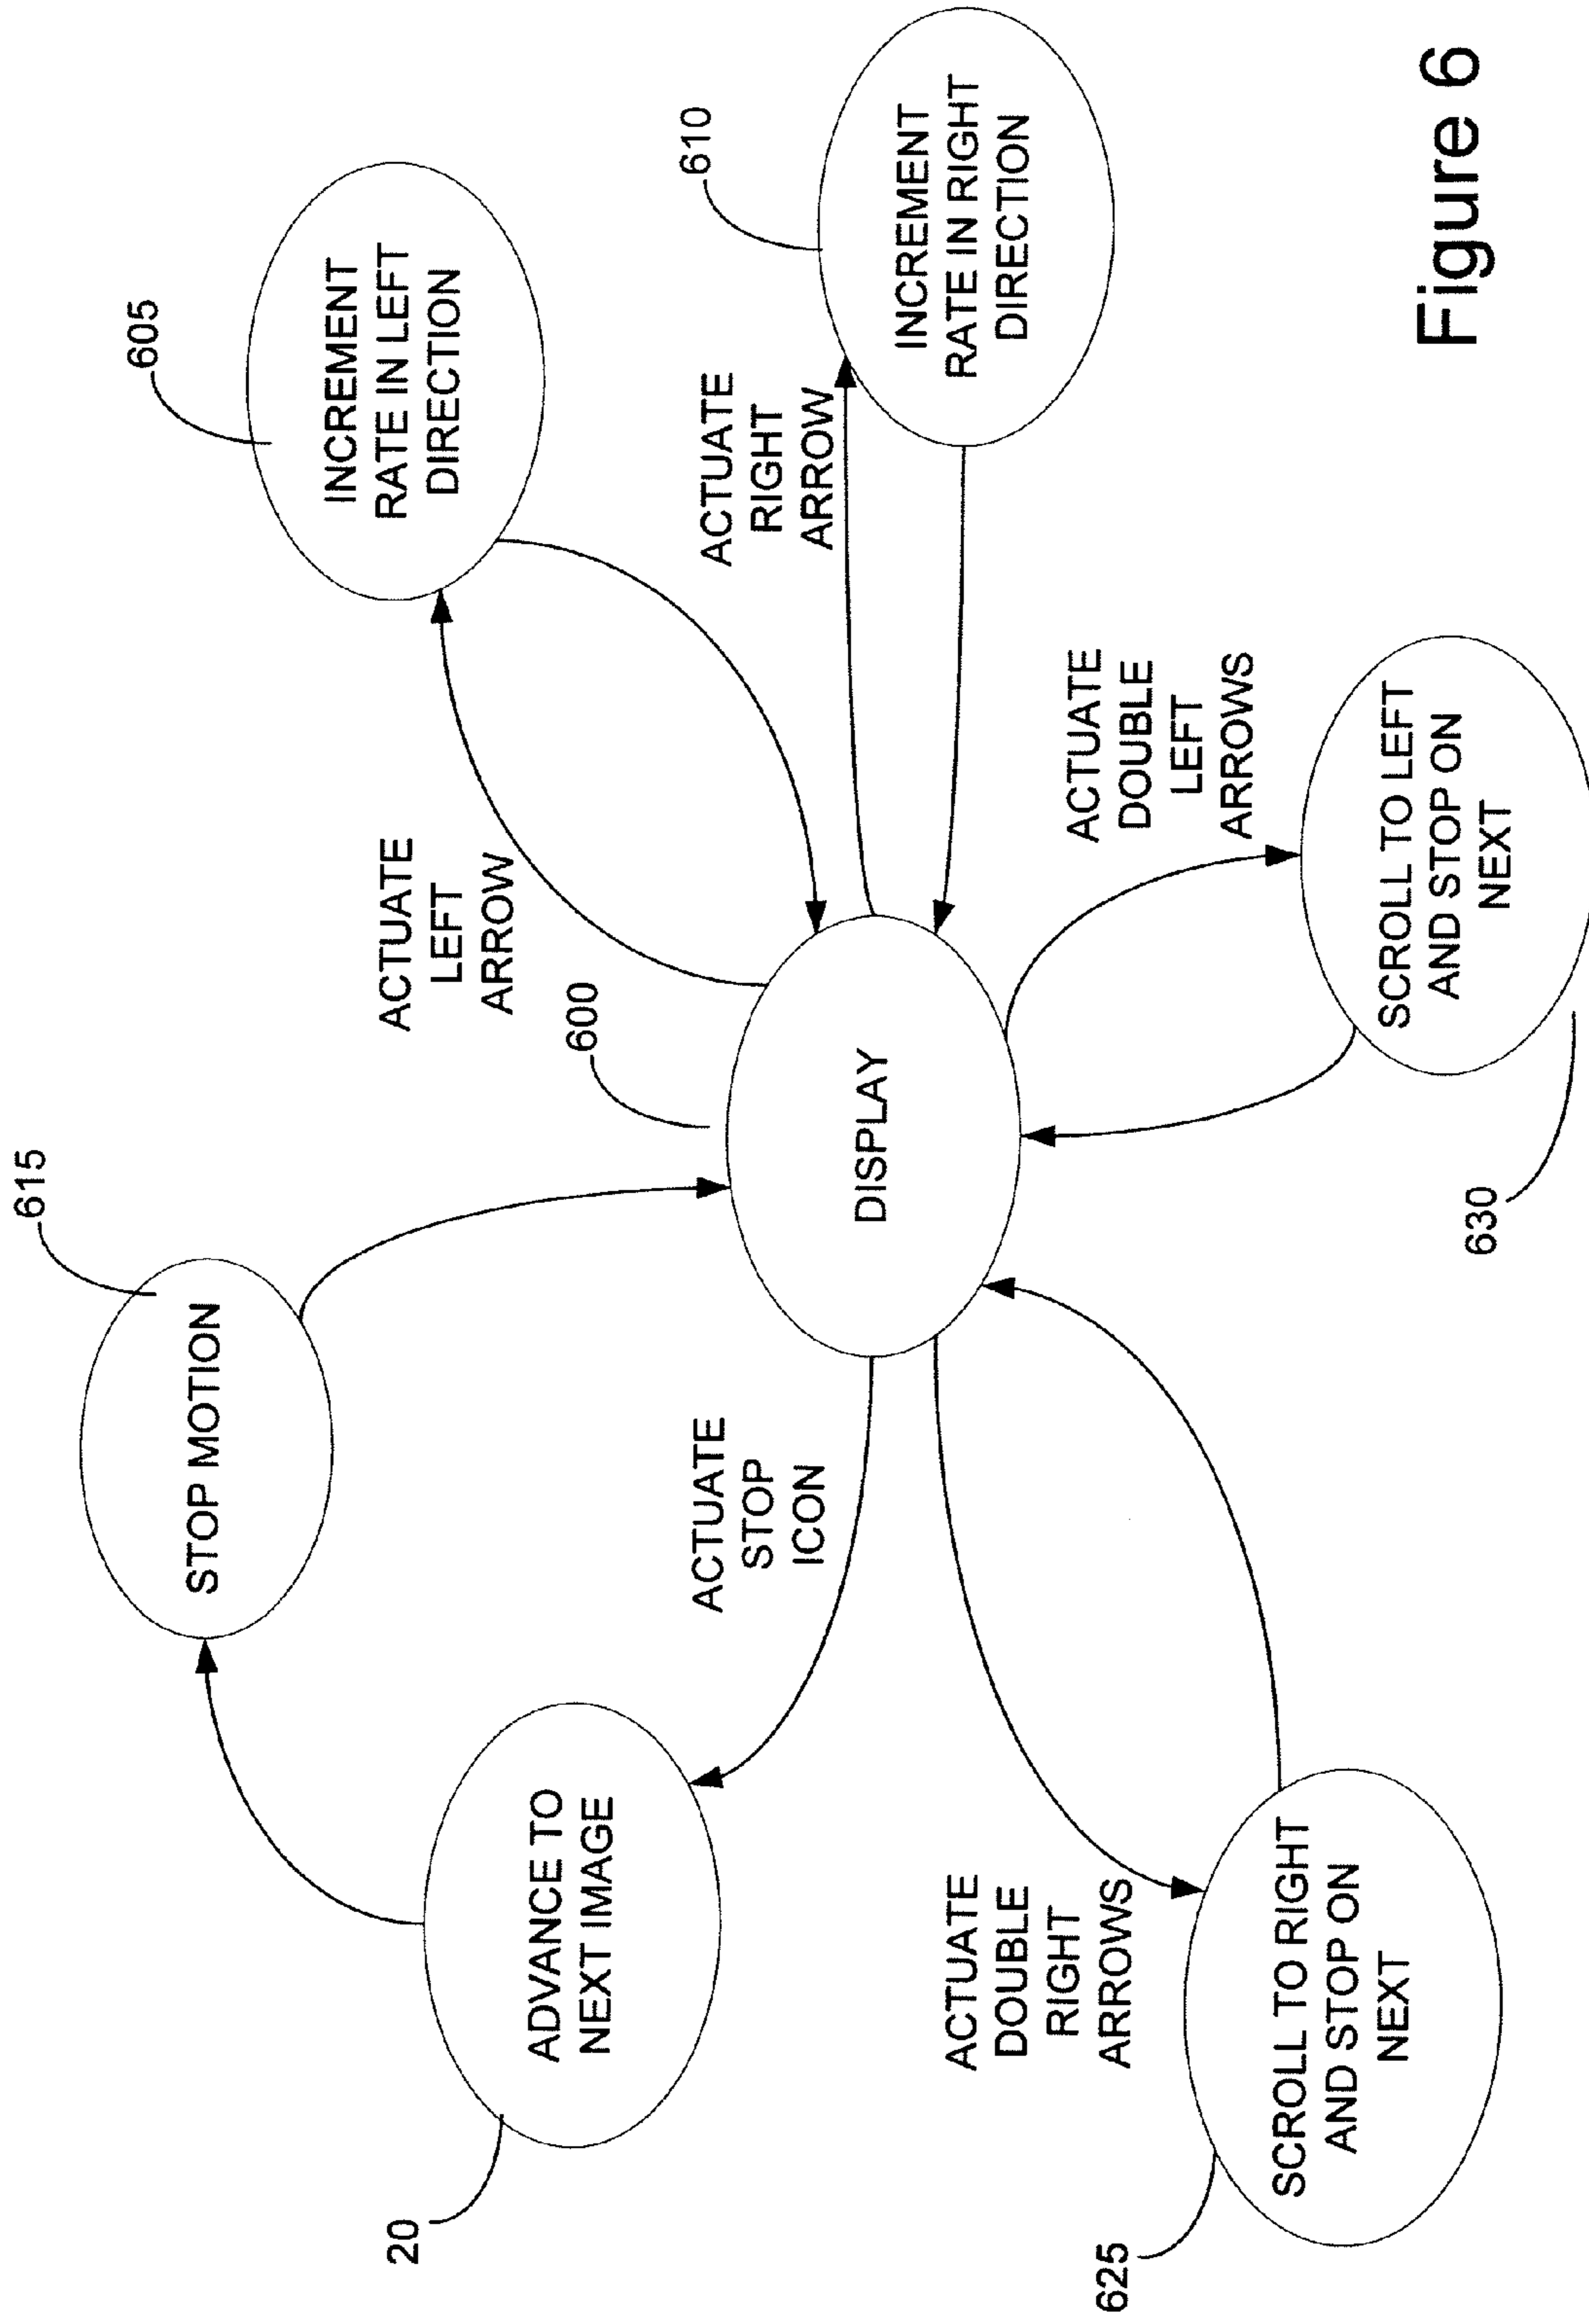 615
STOP MOTION
605
INCREMENT
RATE IN LEFT
DIRECTION
ACTUATE
LEFT
ARROW
20
ADVANCE TO
NEXT IMAGE
600
ACTUATE
STOP
ICON
DISPLAY
ACTUATE
RIGHT
ARROW
610
INCREMENT
RATE IN RIGHT
DIRECTION
625
ACTUATE
DOUBLE
RIGHT
ARROWS
SCROLL TO RIGHT
AND STOP ON
NEXT
ACTUATE
DOUBLE
LEFT
ARROWS
SCROLL TO LEFT
AND STOP ON
NEXT
630
Figure 6